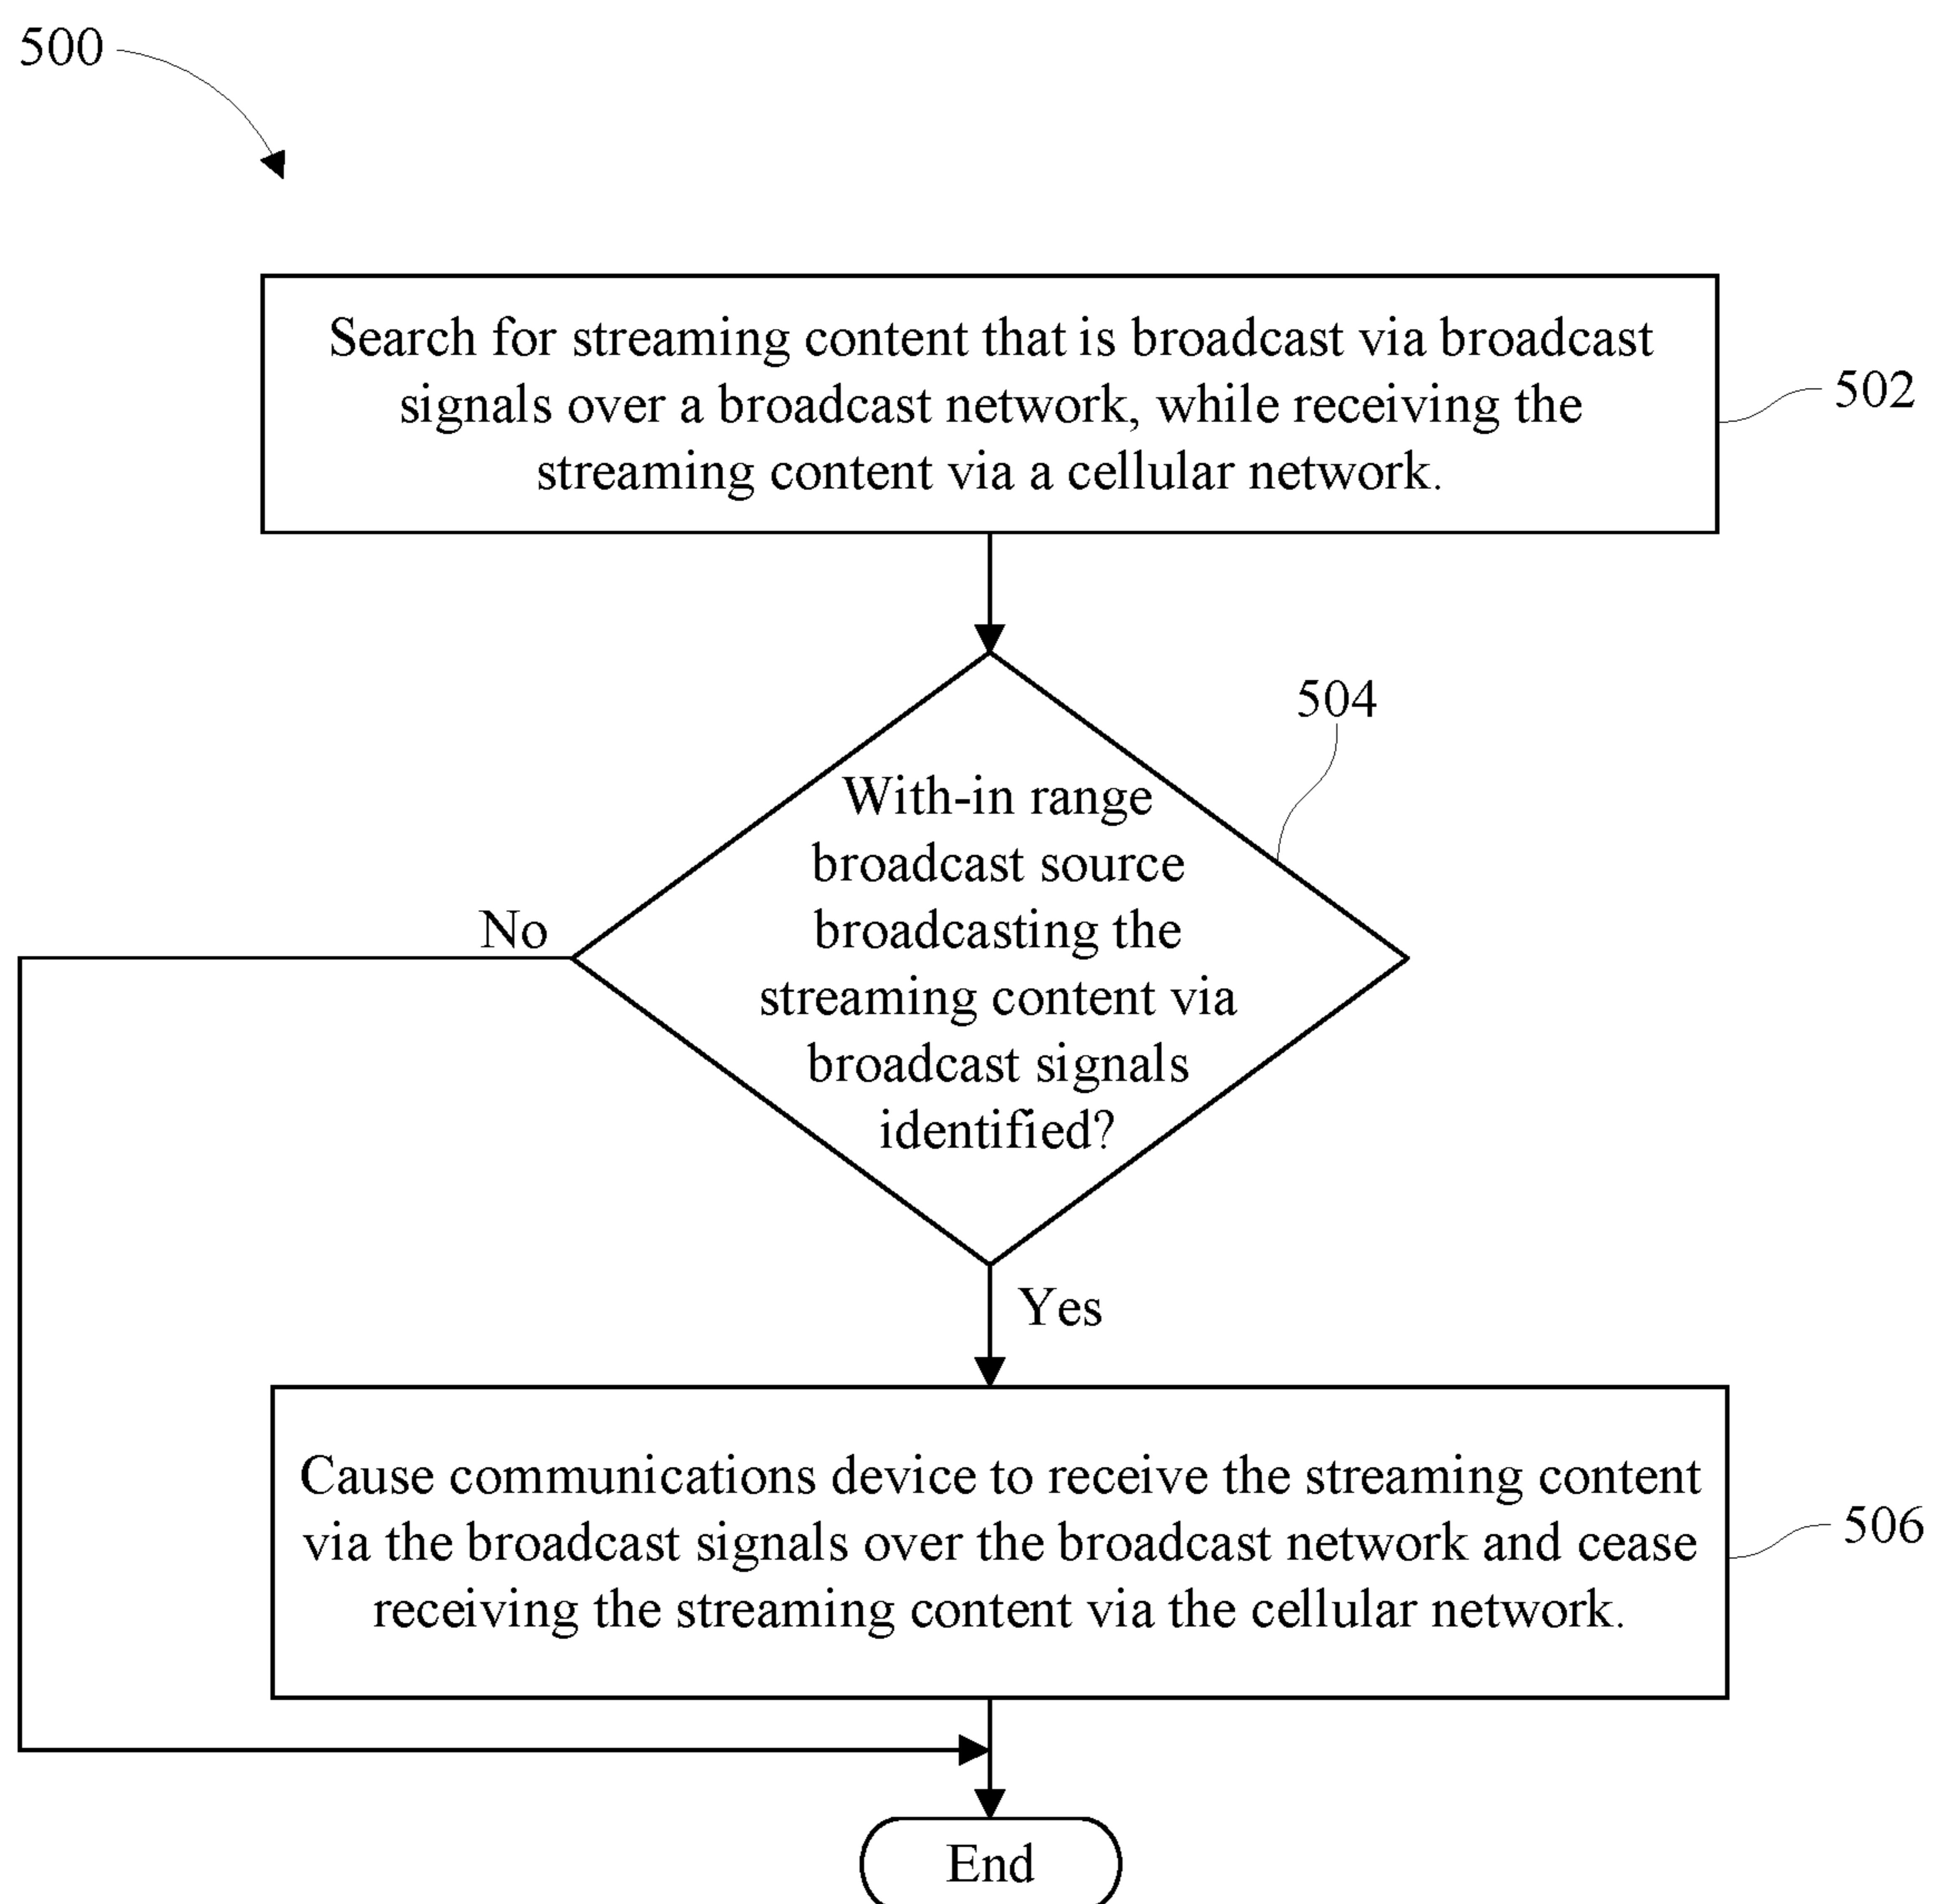 500
Search for streaming content that is broadcast via broadcast
signals over a broadcast network, while receiving the
streaming content via a cellular network.
502
504
With-in range
broadcast source
broadcasting the
streaming content via
broadcast signals
identified?
No
Yes
Cause communications device to receive the streaming content
via the broadcast signals over the broadcast network and cease
receiving the streaming content via the cellular network.
506
End